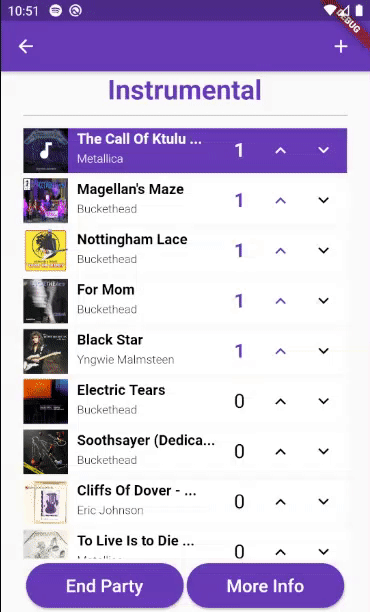 10:51
DEBUG
Instrumental
The Call Of Ktulu ...
Metallica
1
Magellan's Maze
Buckethead
1
Nottingham Lace
Buckethead
1
For Mom
Buckethead
1
Black Star
Yngwie Malmsteen
1
Electric Tears
Buckethead
0
Soothsayer (Dedica...
Buckethead
0
Cliffs Of Dover - ...
Eric Johnson
0
To Live Is to Die ...
Metallica
0
End Party
More Info